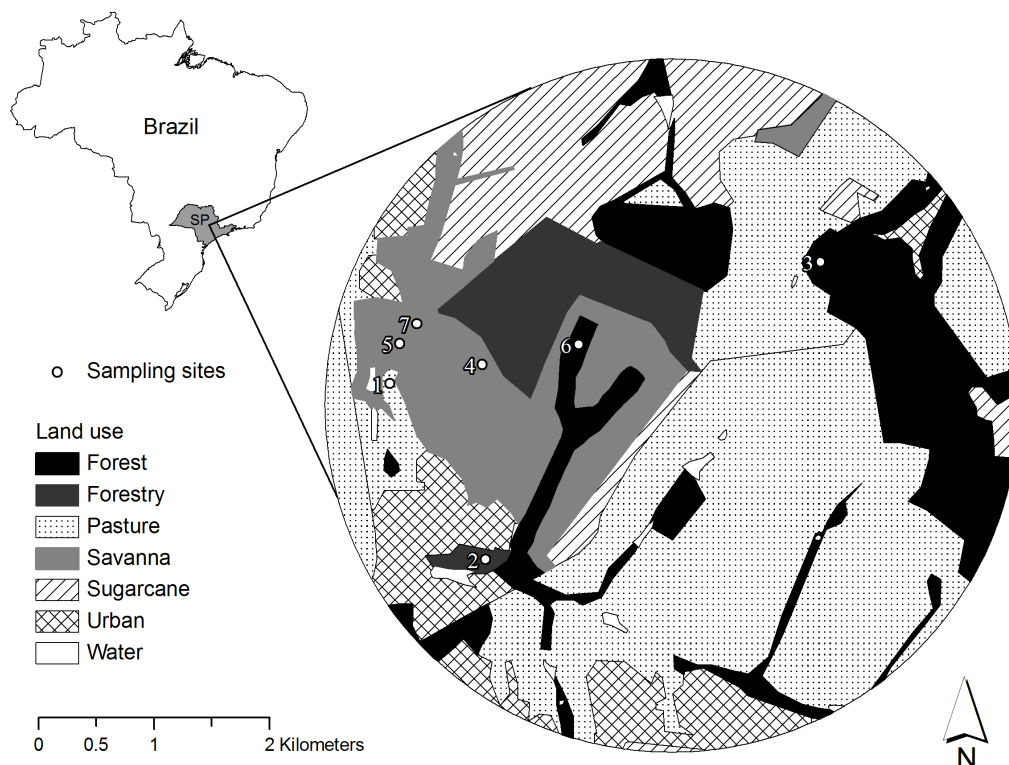 Brazil
SP
3
7
5
6
4
1
2
Sampling sites
Land use
Forest
Forestry
Pasture
Savanna
Sugarcane
Urban
Water
0 0.5 1 2 Kilometers
N